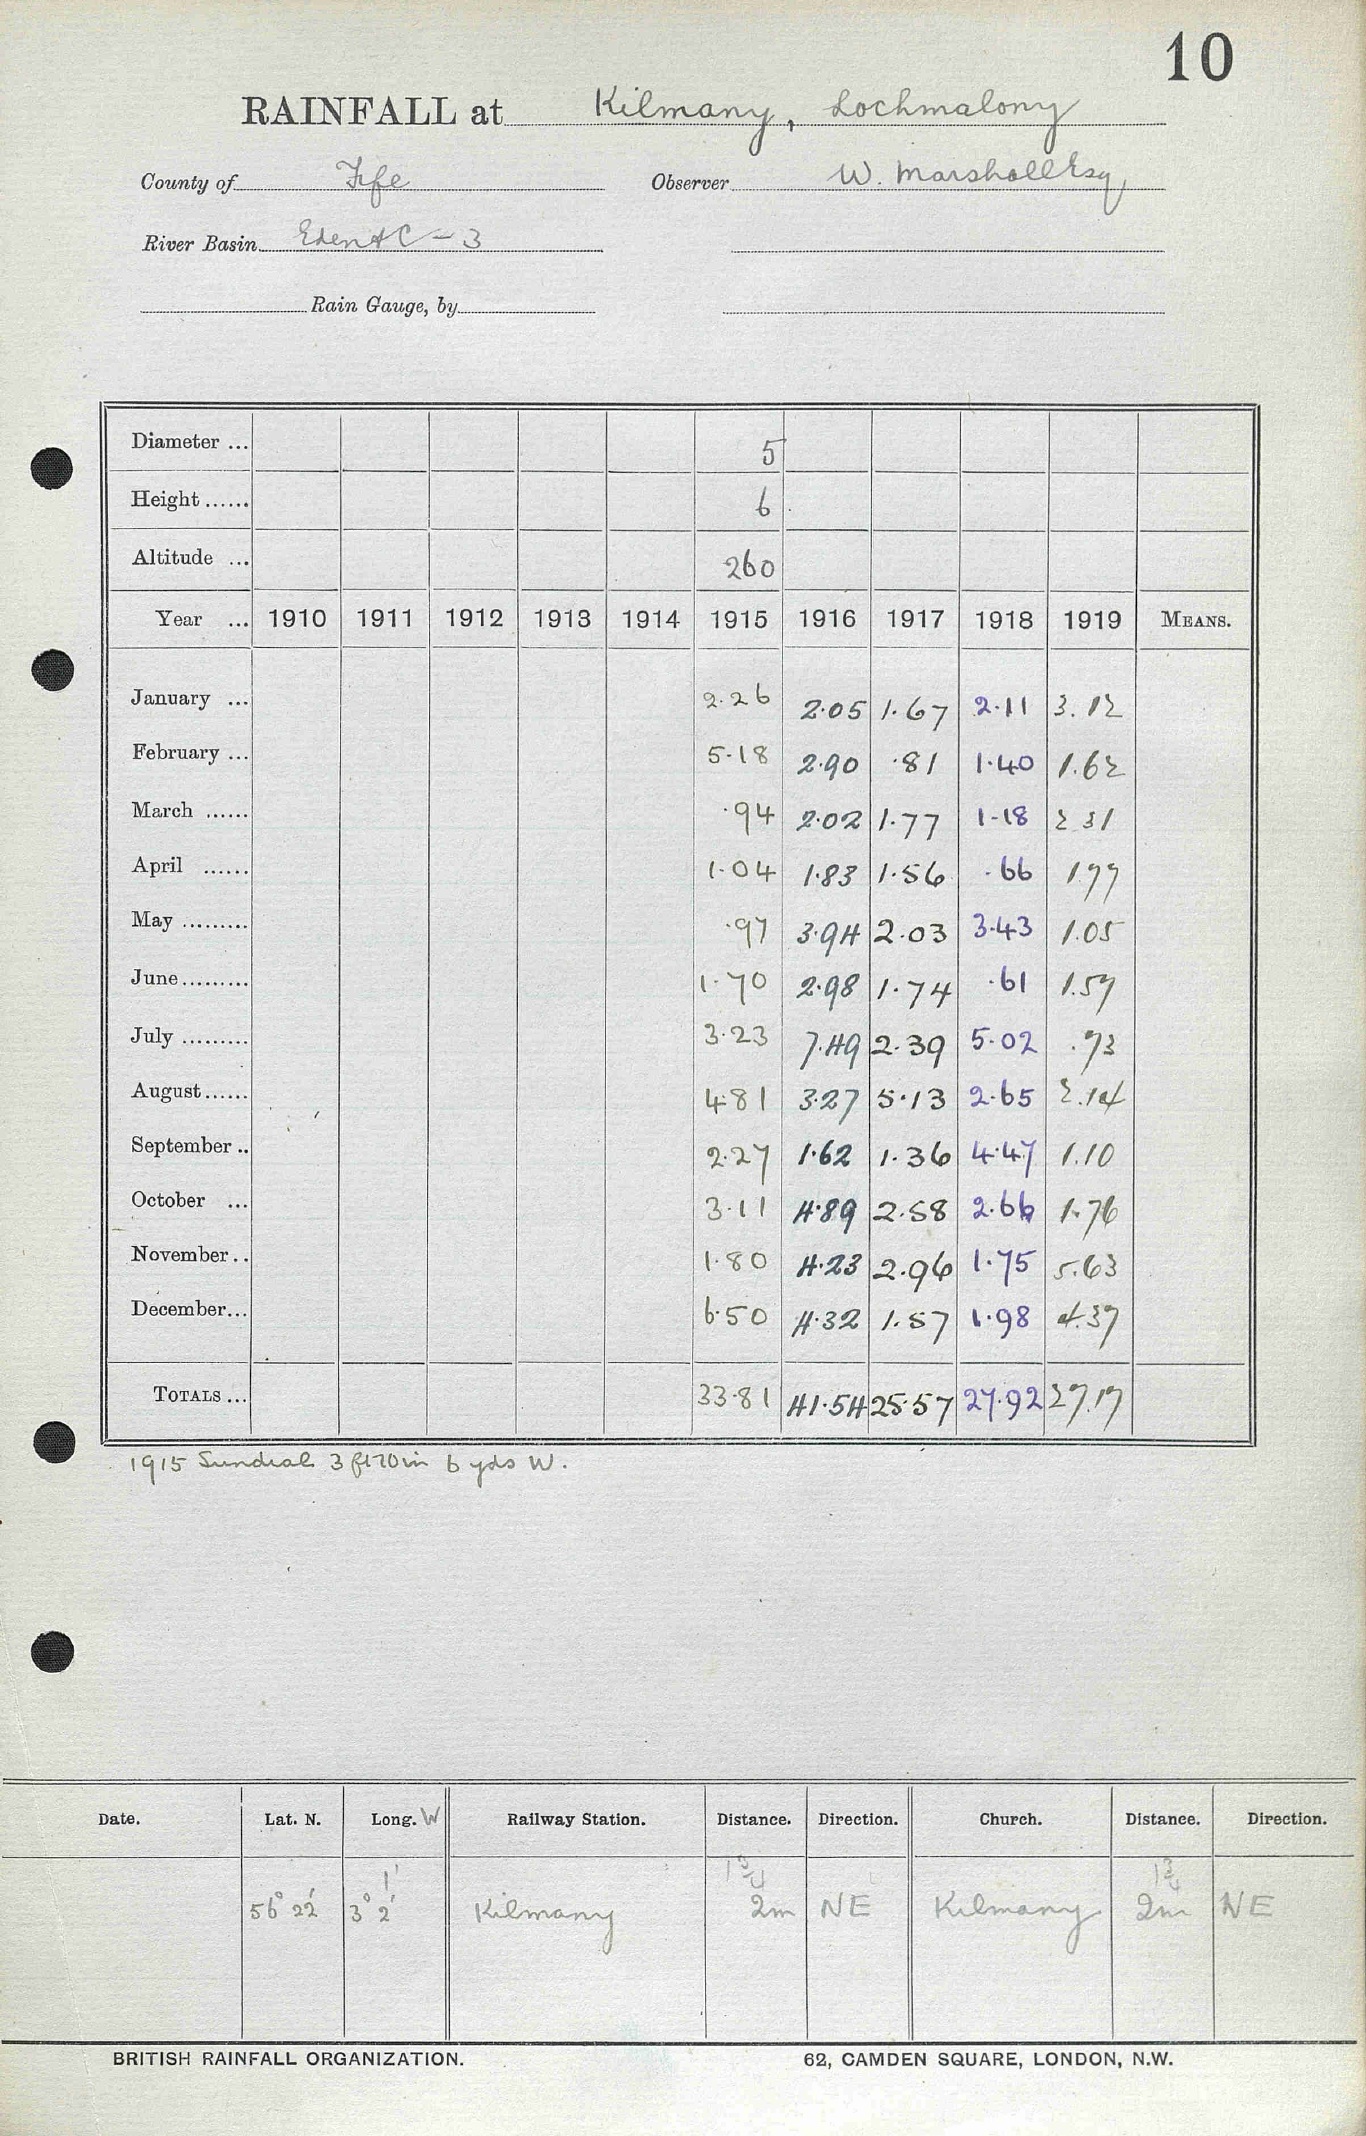 10
RAINFALL at Kilmany, Lochmalony
County of Fife Observer W. Marshall Esq,
River Basin Eden &C - 3
Rain Gauge, by
Diameter ... 5
Height ...... 6
Altitude ... 260
Year ... 1910 1911 1912 1913 1914 1915 1916 1917 1918 1919 MEANS.
January ... 2.26 2.05 1.67 2.11 3.12
February ... 5.18 2.90 .81 1.40 1.62
March ...... .94 2.02 1.77 1.18 2 31
April ...... 1.04 1.83 1.56 .66 1.77
May ......... .97 3.94 2.03 3.43 1.05
June ......... 1.70 2.98 1.74 .61 1.57
July ......... 3.23 7.49 2.39 5.02 .73
August ...... 4.81 3.27 5.13 2.65 2.14
September .. 2.27 1.62 1.36 4.47 1.10
October ... 3.11 4.89 2.58 2.66 1.76
November .. 1.80 4.23 2.96 1.75 5.63
December ... 6.50 4.32 1.57 1.98 4.37
TOTALS ... 33.81 41.54 25.57 27.92 27.17
1915 Sundial 3 ft 10 in 6 yds W.
Date. Lat. N. Long. W Railway Station. Distance. Direction. Church. Distance. Direction.
1' 1¾ 1¾
56° 22' 3° 2' Kilmany 2m NE Kilmany 2m NE
BRITISH RAINFALL ORGANIZATION. 62, CAMDEN SQUARE, LONDON, N.W.